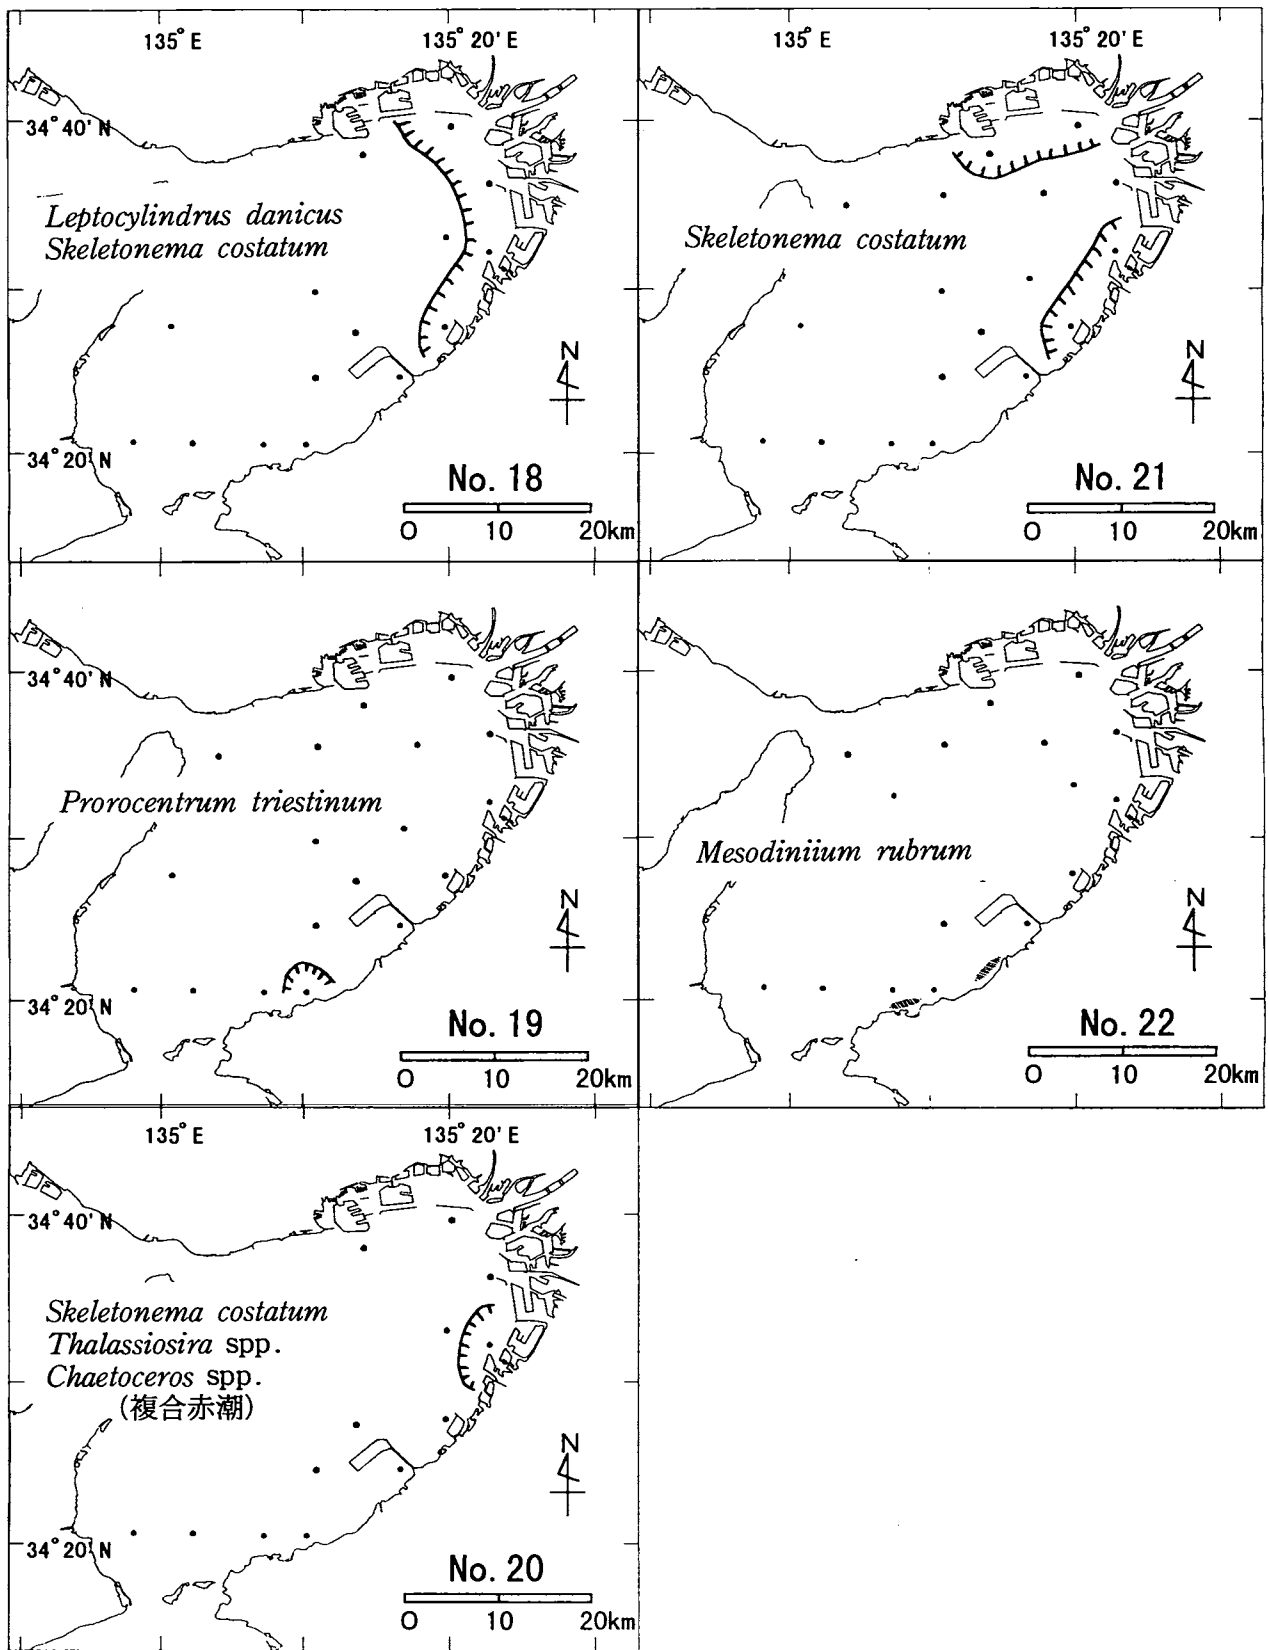 135° E
135° 20' E
34° 40' N
Leptocylindrus danicus
Skeletonema costatum
N
34° 20' N
No. 18
0 10 20km
135° E
135° 20' E
Skeletonema costatum
N
No. 21
0 10 20km
34° 40' N
Prorocentrum triestinum
N
34° 20' N
No. 19
0 10 20km
Mesodiniium rubrum
N
No. 22
0 10 20km
135° E
135° 20' E
34° 40' N
Skeletonema costatum
Thalassiosira spp.
Chaetoceros spp.
(複合赤潮)
N
34° 20' N
No. 20
0 10 20km